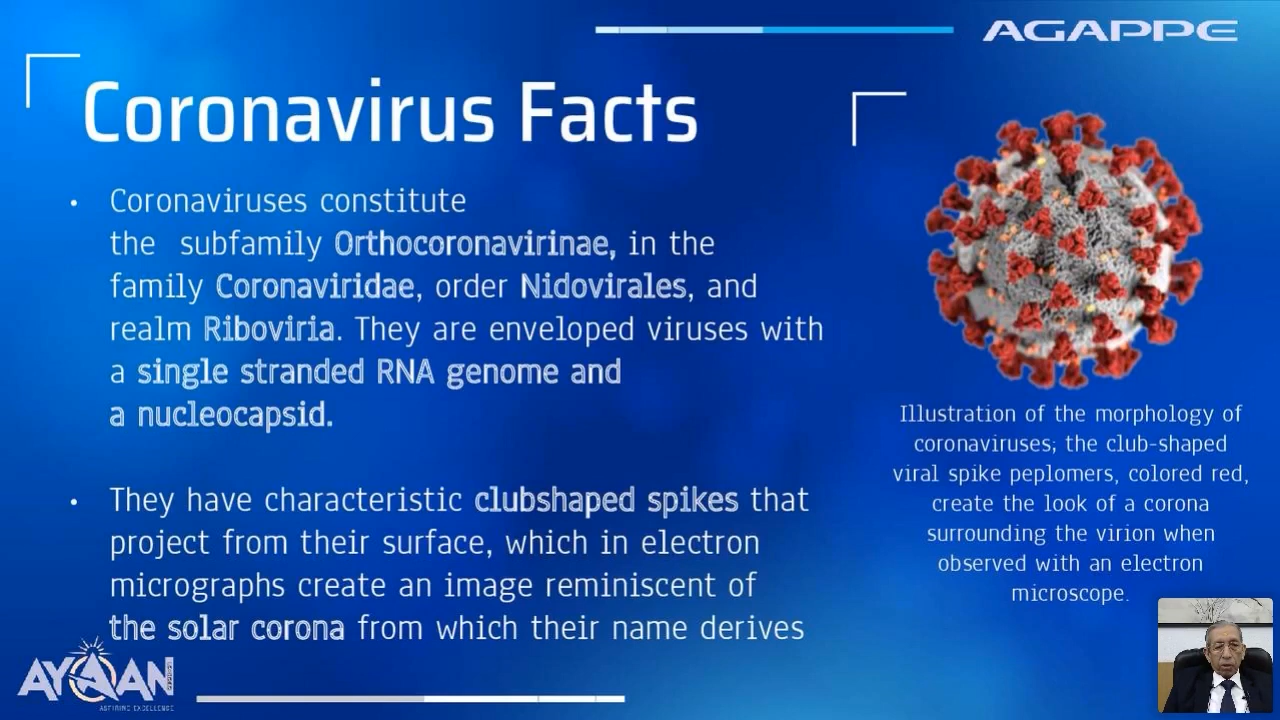 AGAPPE
Coronavirus Facts
• Coronaviruses constitute
the subfamily Orthocoronavirinae, in the
family Coronaviridae, order Nidovirales, and
realm Riboviria. They are enveloped viruses with
a single stranded RNA genome and
a nucleocapsid.
• They have characteristic clubshaped spikes that
project from their surface, which in electron
micrographs create an image reminiscent of
the solar corona from which their name derives
Illustration of the morphology of
coronaviruses; the club-shaped
viral spike peplomers, colored red,
create the look of a corona
surrounding the virion when
observed with an electron
microscope.
AYAAN